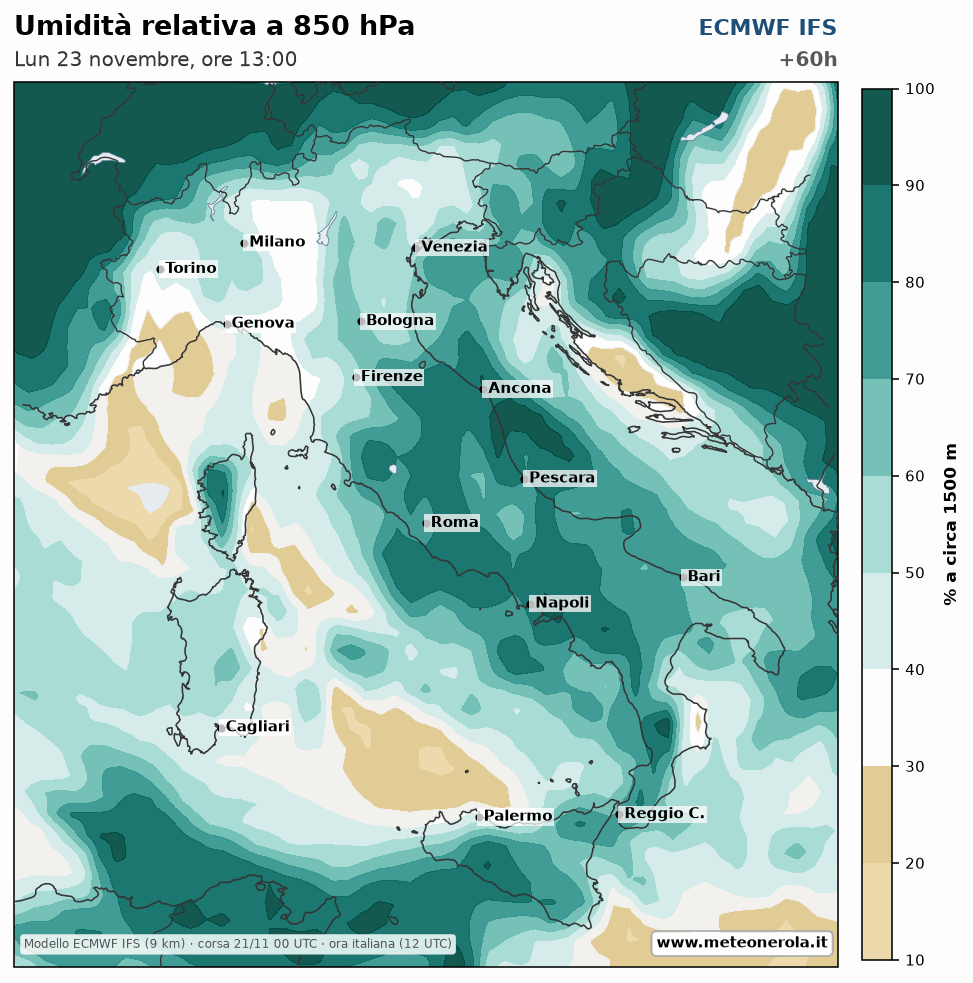 Umidità relativa a 850 hPa
ECMWF IFS
Lun 23 novembre, ore 13:00
+60h
Milano
Venezia
Torino
Genova
Bologna
Firenze
Ancona
Pescara
Roma
Bari
Napoli
Cagliari
Palermo
Reggio C.
Modello ECMWF IFS (9 km) · corsa 21/11 00 UTC · ora italiana (12 UTC)
www.meteonerola.it
100
90
80
70
60
50
40
30
20
10
% a circa 1500 m